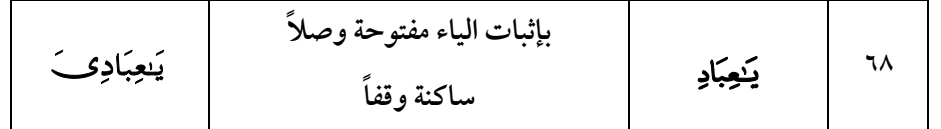 ٦٨ يَـٰعِبَادِ بإثبات الياء مفتوحة وصلاً يَـٰعِبَادِىَ
ساكنة وقفاً